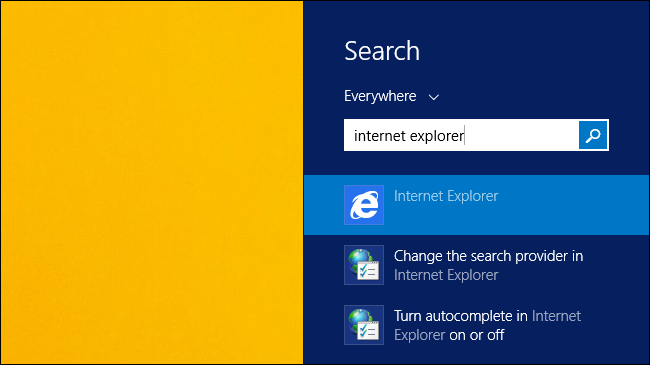 Search
Everywhere
internet explorer
Internet Explorer
Change the search provider in
Internet Explorer
Turn autocomplete in Internet
Explorer on or off